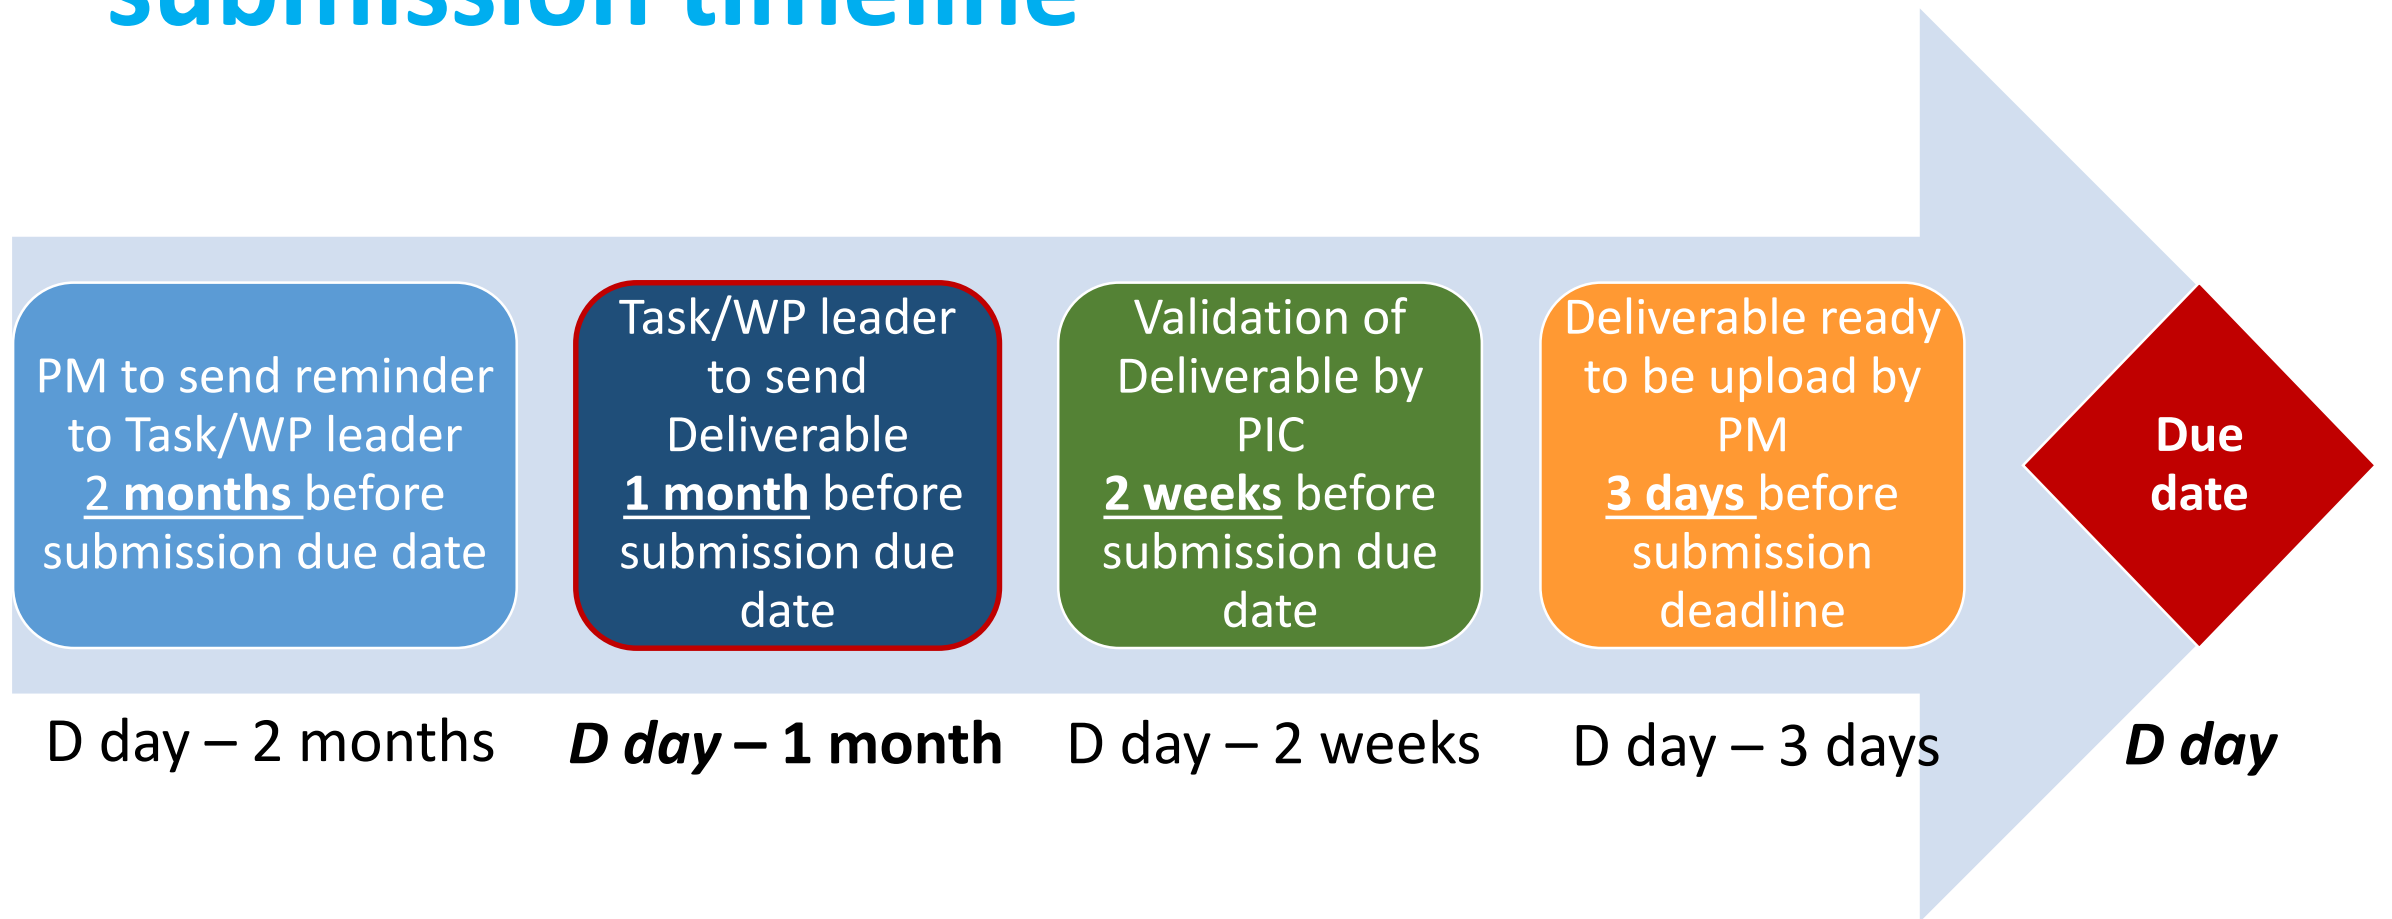 submission timeline
PM to send reminder
to Task/WP leader
2 months before
submission due date
Task/WP leader
to send
Deliverable
1 month before
submission due
date
Validation of
Deliverable by
PIC
2 weeks before
submission due
date
Deliverable ready
to be upload by
PM
3 days before
submission
deadline
Due
date
D day – 2 months
D day – 1 month
D day – 2 weeks
D day – 3 days
D day